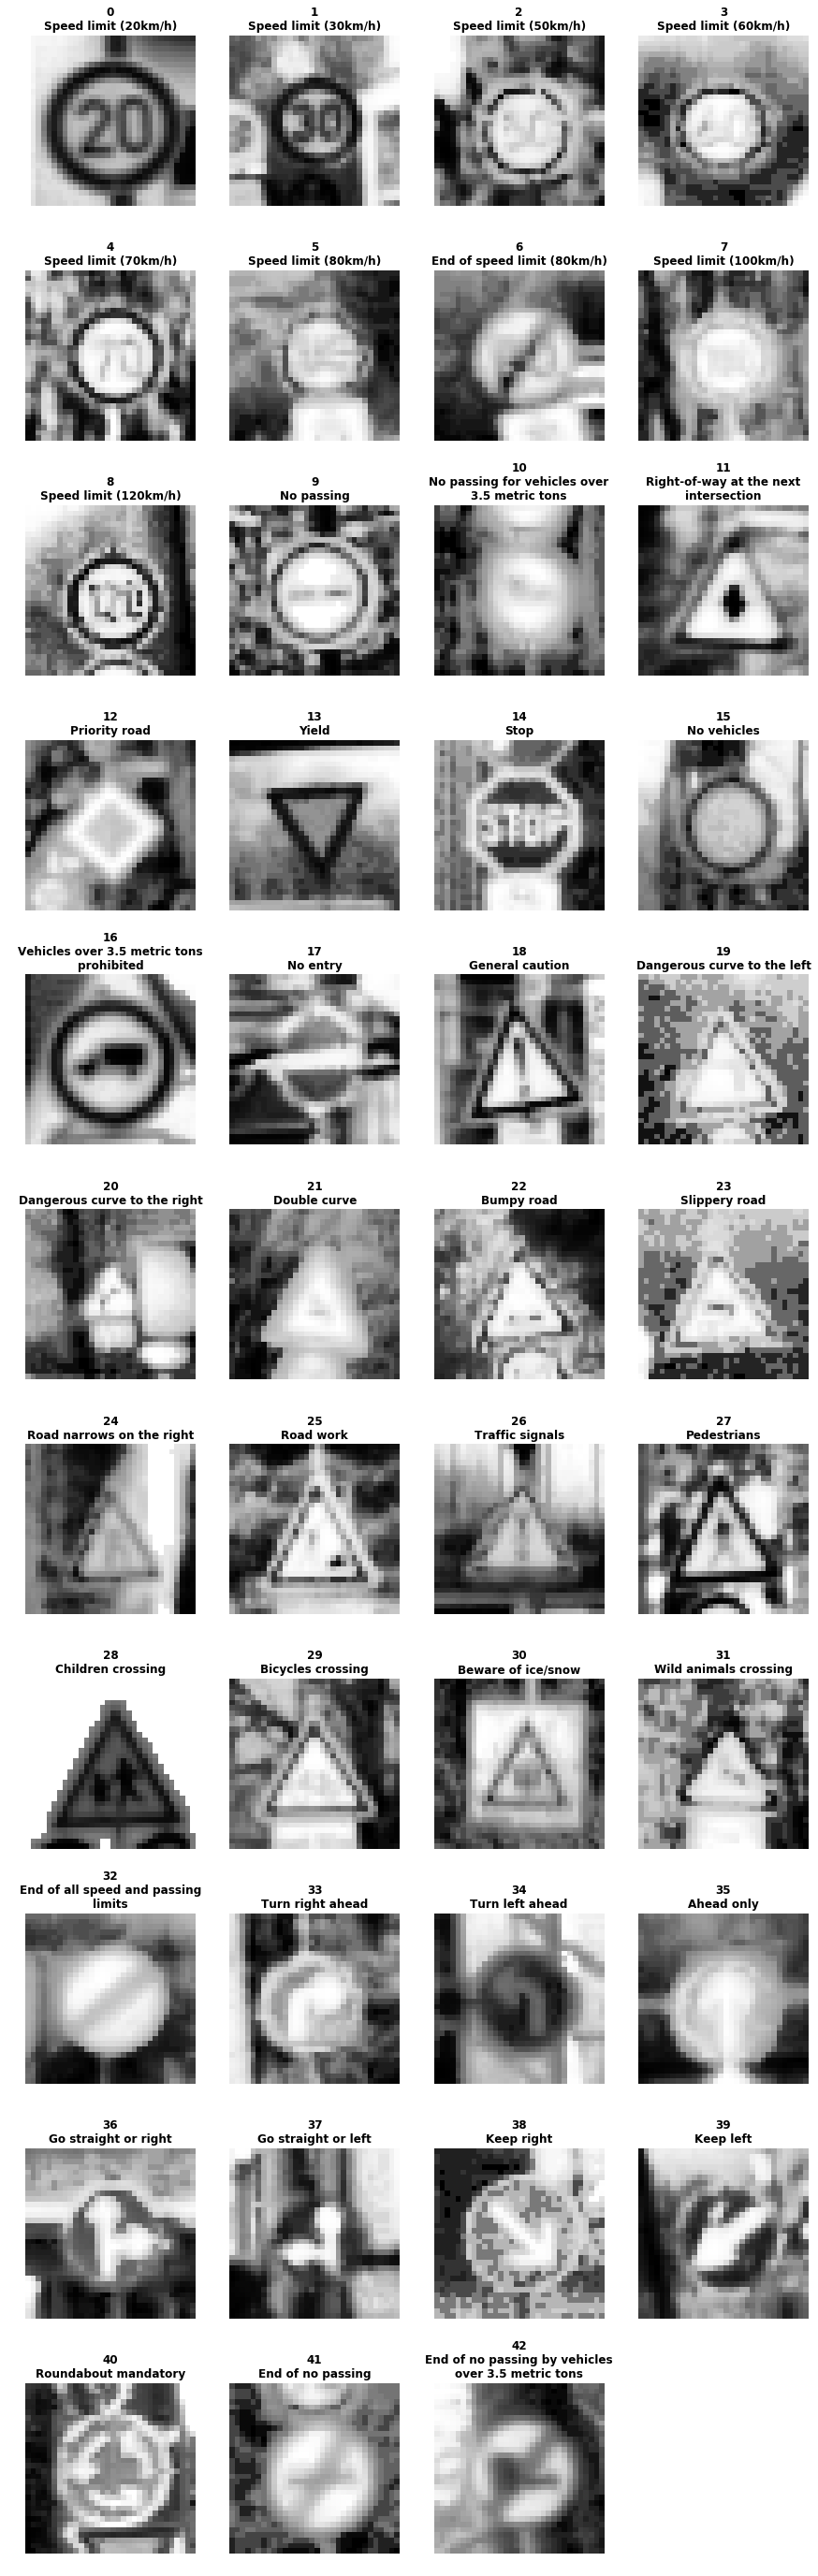 0
Speed limit (20km/h)
1
Speed limit (30km/h)
2
Speed limit (50km/h)
3
Speed limit (60km/h)
20
30
4
Speed limit (70km/h)
5
Speed limit (80km/h)
6
End of speed limit (80km/h)
7
Speed limit (100km/h)
70
8
Speed limit (120km/h)
9
No passing
10
No passing for vehicles over
3.5 metric tons
11
Right-of-way at the next
intersection
12
Priority road
13
Yield
14
Stop
15
No vehicles
16
Vehicles over 3.5 metric tons
prohibited
17
No entry
18
General caution
19
Dangerous curve to the left
20
Dangerous curve to the right
21
Double curve
22
Bumpy road
23
Slippery road
24
Road narrows on the right
25
Road work
26
Traffic signals
27
Pedestrians
28
Children crossing
29
Bicycles crossing
30
Beware of ice/snow
31
Wild animals crossing
32
End of all speed and passing
limits
33
Turn right ahead
34
Turn left ahead
35
Ahead only
36
Go straight or right
37
Go straight or left
38
Keep right
39
Keep left
40
Roundabout mandatory
41
End of no passing
42
End of no passing by vehicles
over 3.5 metric tons